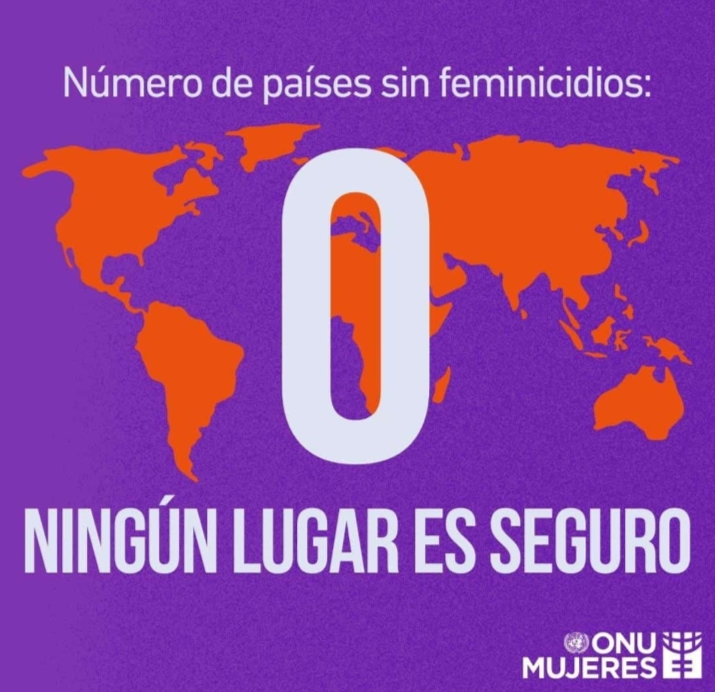 Número de países sin feminicidios:
0
NINGÚN LUGAR ES SEGURO
ONU
MUJERES